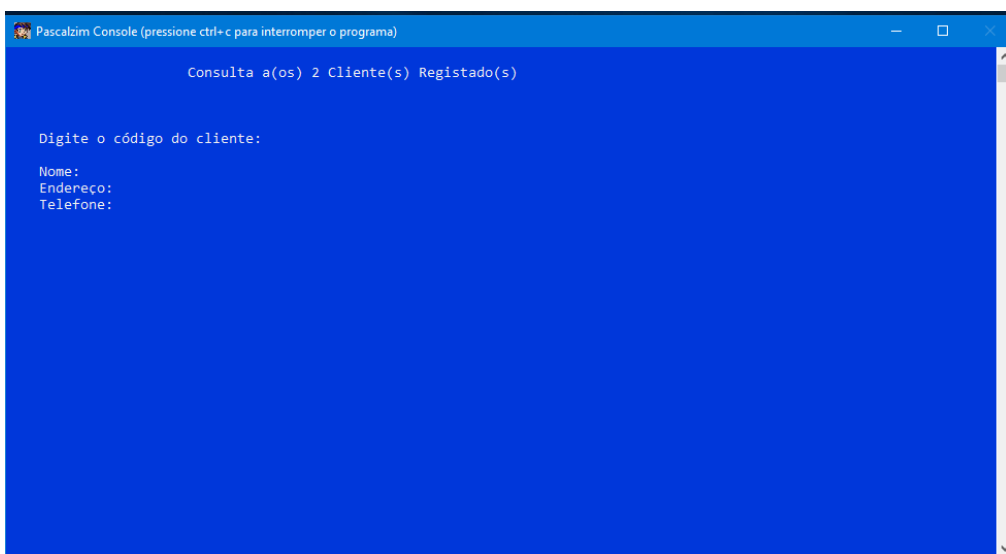 Pascalzim Console (pressione ctrl+c para interromper o programa)
Consulta a(os) 2 Cliente(s) Registado(s)
Digite o código do cliente:
Nome:
Endereço:
Telefone: